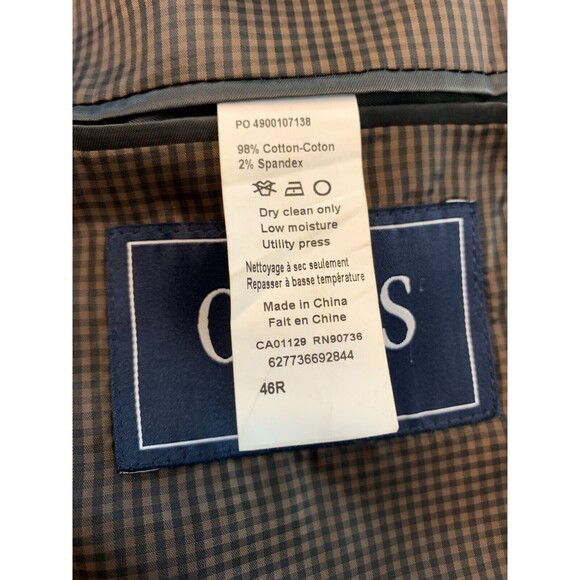 PO 4900107138
98% Cotton-Coton
2% Spandex
Dry clean only
Low moisture
Utility press
Nettoyage à sec seulement
Repasser à basse température
Made in China
Fait en Chine
CA01129 RN90736
627736692844
46R